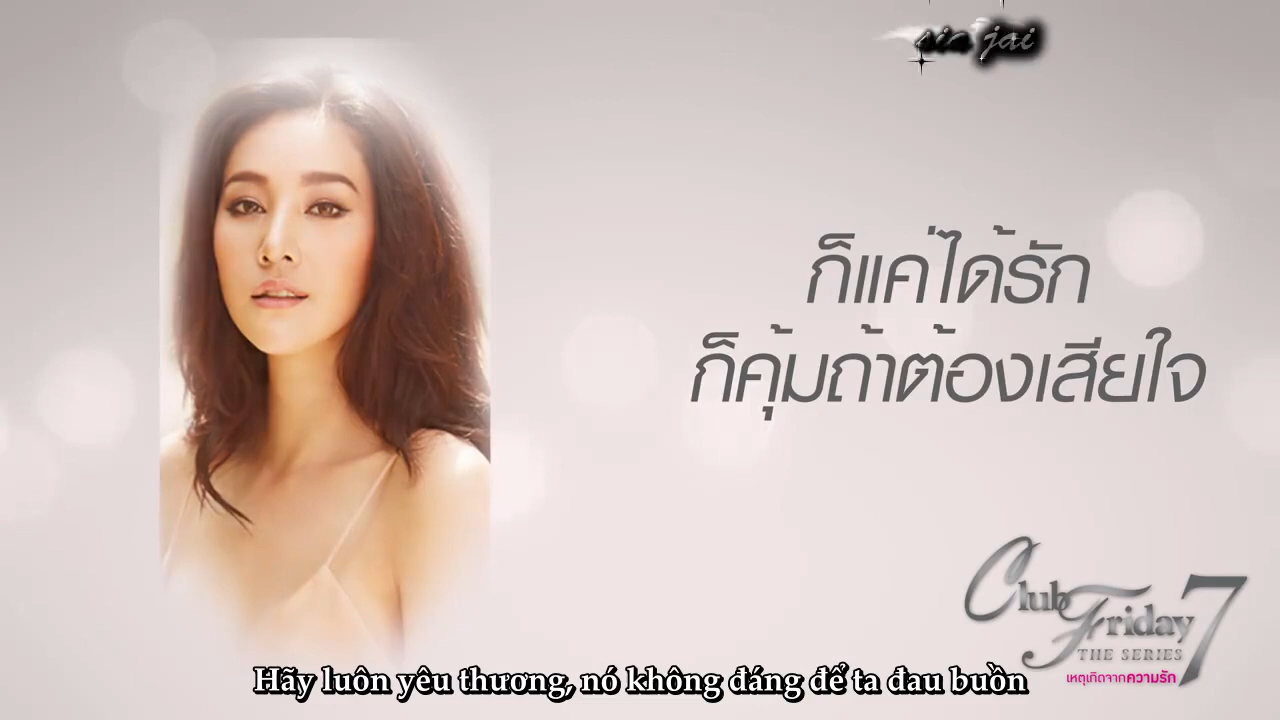 jai
ก็แค่ได้รัก
ก็คุ้มถ้าต้องเสียใจ
Club Friday 7
THE SERIES
เหตุเกิดจากความรัก
Hãy luôn yêu thương, nó không đáng để ta đau buồn